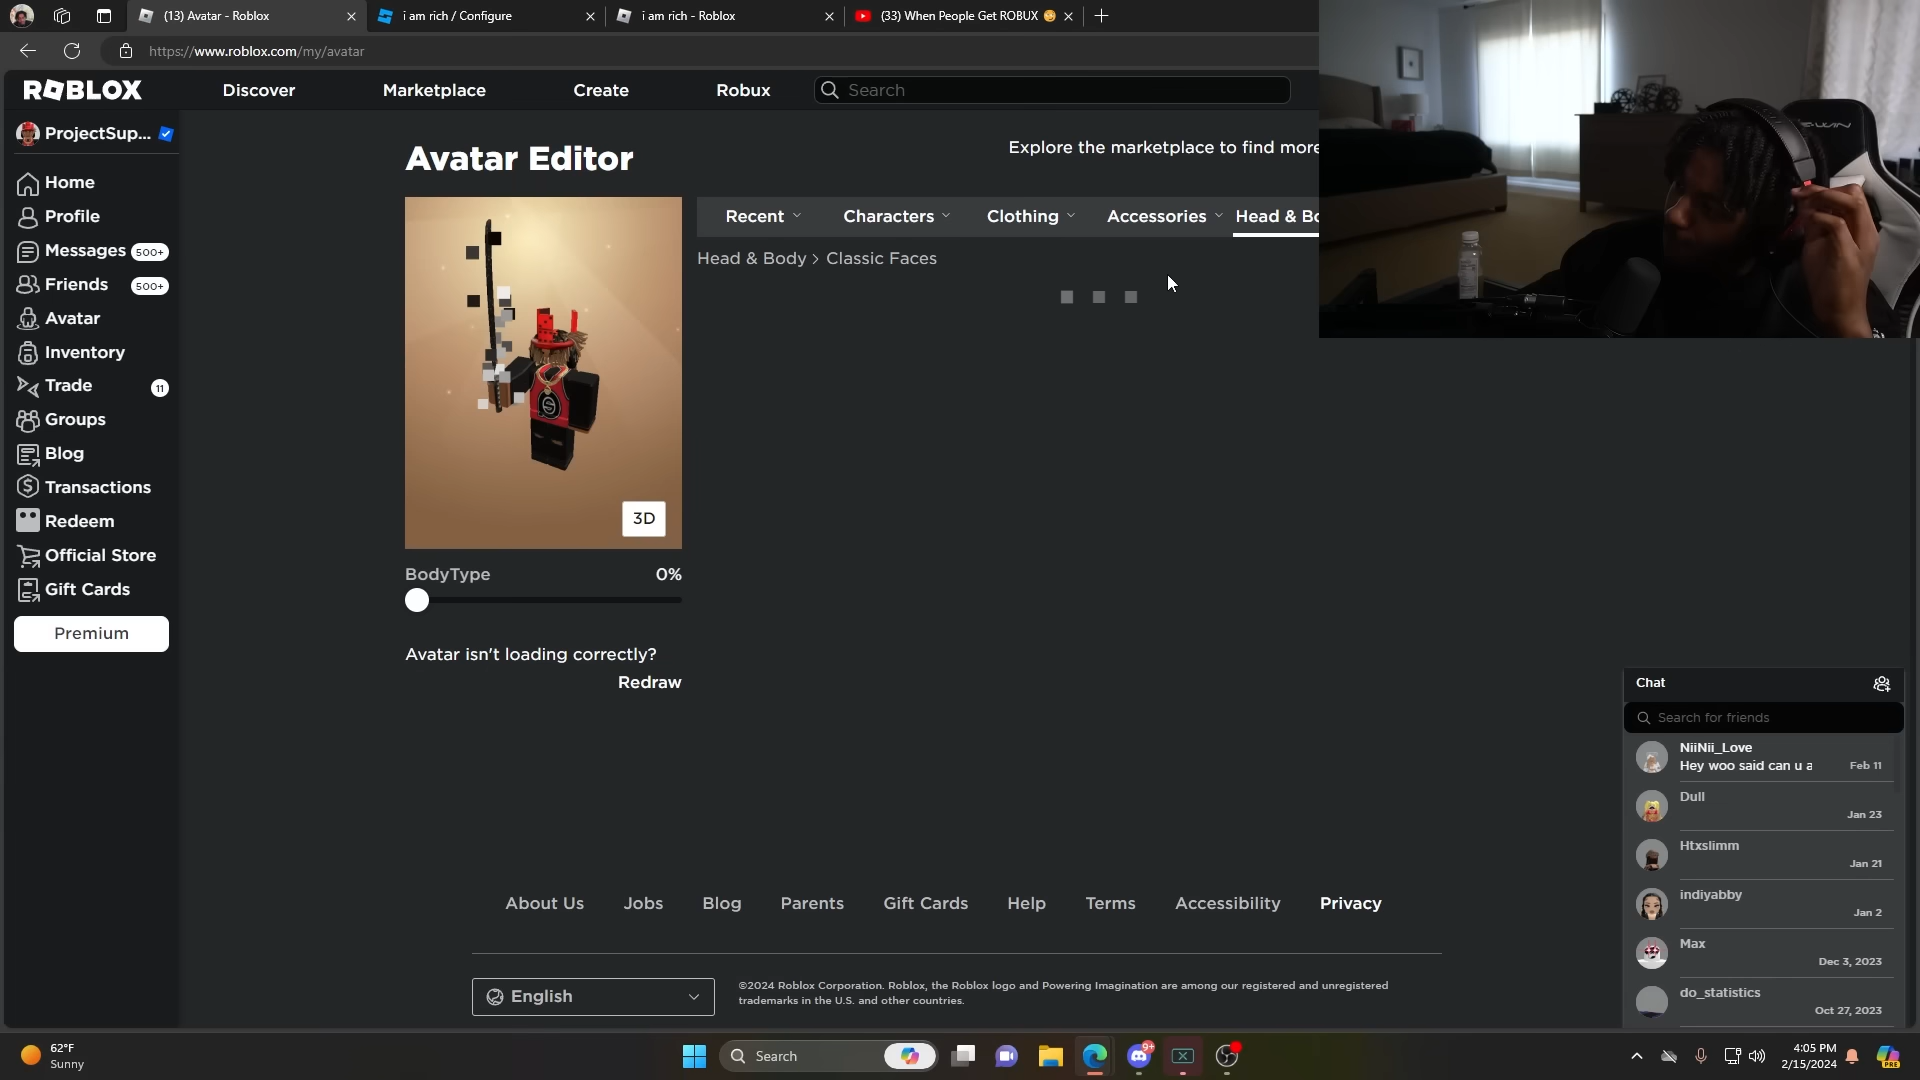 (13) Avatar - Roblox
i am rich / Configure
i am rich - Roblox
(33) When People Get ROBUX
https://www.roblox.com/my/avatar
ROBLOX
Discover
Marketplace
Create
Robux
Search
ProjectSup...
Home
Profile
Messages
500+
Friends
500+
Avatar
Inventory
Trade
11
Groups
Blog
Transactions
Redeem
Official Store
Gift Cards
Premium
Avatar Editor
Explore the marketplace to find more
Recent
Characters
Clothing
Accessories
Head & Bo
Head & Body > Classic Faces
S
3D
BodyType
0%
Avatar isn't loading correctly?
Redraw
Chat
Search for friends
NiiNii_Love
Hey woo said can u a
Feb 11
Dull
Jan 23
Htxslimm
Jan 21
indiyabby
Jan 2
Max
Dec 3, 2023
do_statistics
Oct 27, 2023
About Us
Jobs
Blog
Parents
Gift Cards
Help
Terms
Accessibility
Privacy
English
©2024 Roblox Corporation. Roblox, the Roblox logo and Powering Imagination are among our registered and unregistered
trademarks in the U.S. and other countries.
62°F
Sunny
Search
9+
4:05 PM
2/15/2024
PRE